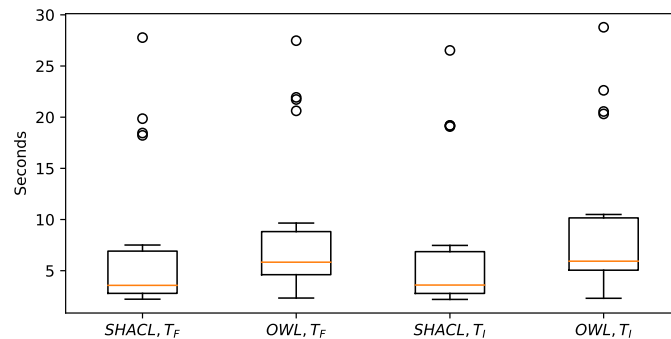 30
25
20
15
10
5
Seconds
SHACL, T_F
OWL, T_F
SHACL, T_I
OWL, T_I